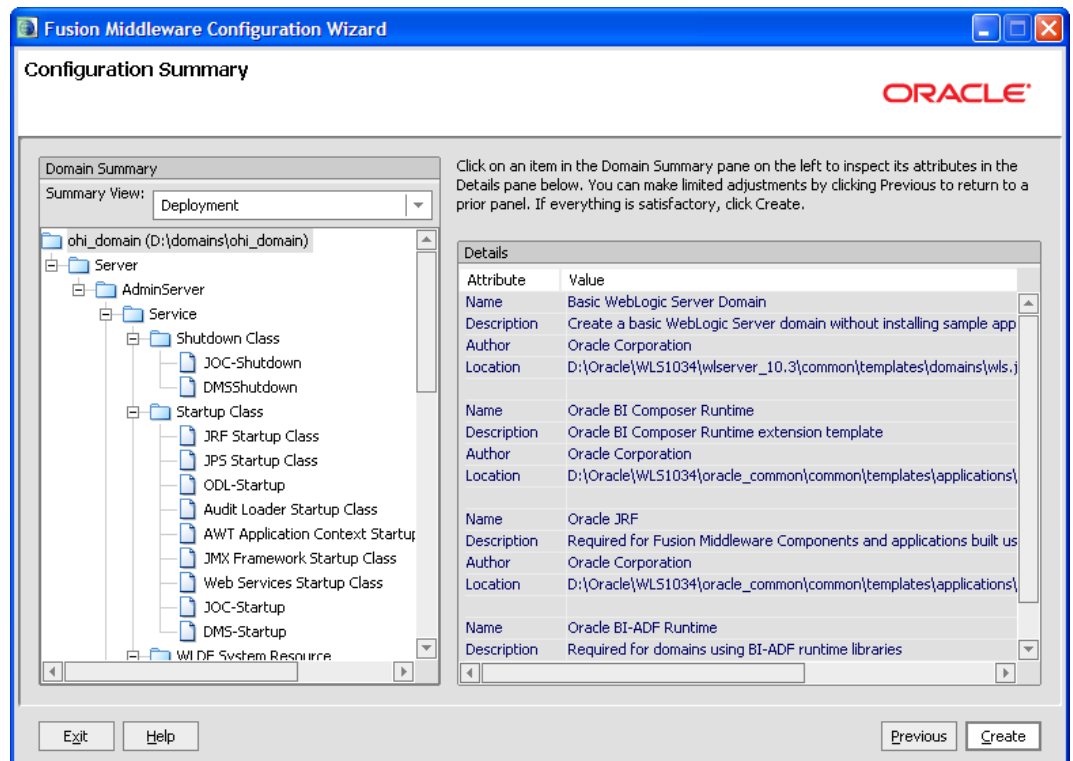 Fusion Middleware Configuration Wizard
Configuration Summary
ORACLE
Domain Summary
Summary View:
Deployment
ohi_domain (D:\domains\ohi_domain)
Server
AdminServer
Service
Shutdown Class
JOC-Shutdown
DMSShutdown
Startup Class
JRF Startup Class
JPS Startup Class
ODL-Startup
Audit Loader Startup Class
AWT Application Context Startup
JMX Framework Startup Class
Web Services Startup Class
JOC-Startup
DMS-Startup
WLDF System Resource
Click on an item in the Domain Summary pane on the left to inspect its attributes in the
Details pane below. You can make limited adjustments by clicking Previous to return to a
prior panel. If everything is satisfactory, click Create.
Details
Attribute Value
Name Basic WebLogic Server Domain
Description Create a basic WebLogic Server domain without installing sample app
Author Oracle Corporation
Location D:\Oracle\WLS1034\wlserver_10.3\common\templates\domains\wls.j
Name Oracle BI Composer Runtime
Description Oracle BI Composer Runtime extension template
Author Oracle Corporation
Location D:\Oracle\WLS1034\oracle_common\common\templates\applications\
Name Oracle JRF
Description Required for Fusion Middleware Components and applications built us
Author Oracle Corporation
Location D:\Oracle\WLS1034\oracle_common\common\templates\applications\
Name Oracle BI-ADF Runtime
Description Required for domains using BI-ADF runtime libraries
Exit Help Previous Create